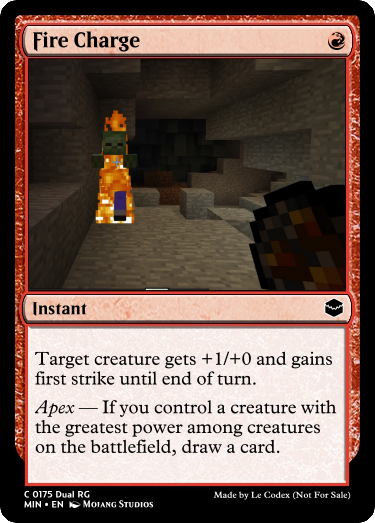 Fire Charge
Instant
Target creature gets +1/+0 and gains
first strike until end of turn.
Apex — If you control a creature with
the greatest power among creatures
on the battlefield, draw a card.
C 0175 Dual RG
MIN • EN Mojang Studios
Made by Le Codex (Not For Sale)